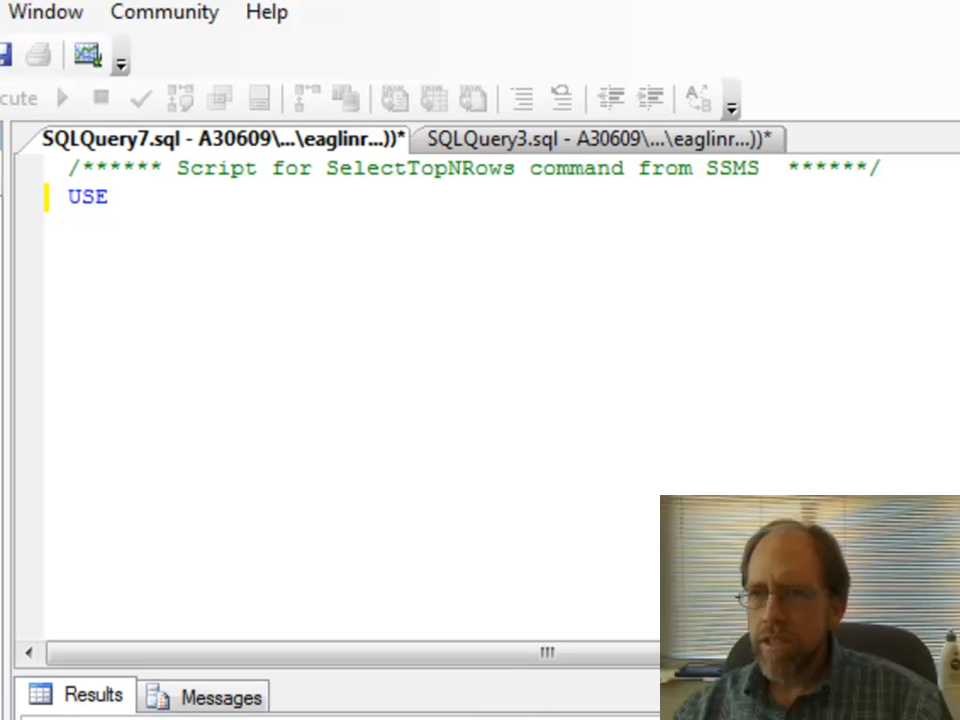 Window Community Help
cute
SQLQuery7.sql - A30609\...\eaglinr...))* SQLQuery3.sql - A30609\...\eaglinr...))*
/****** Script for SelectTopNRows command from SSMS ******/
USE
Results Messages